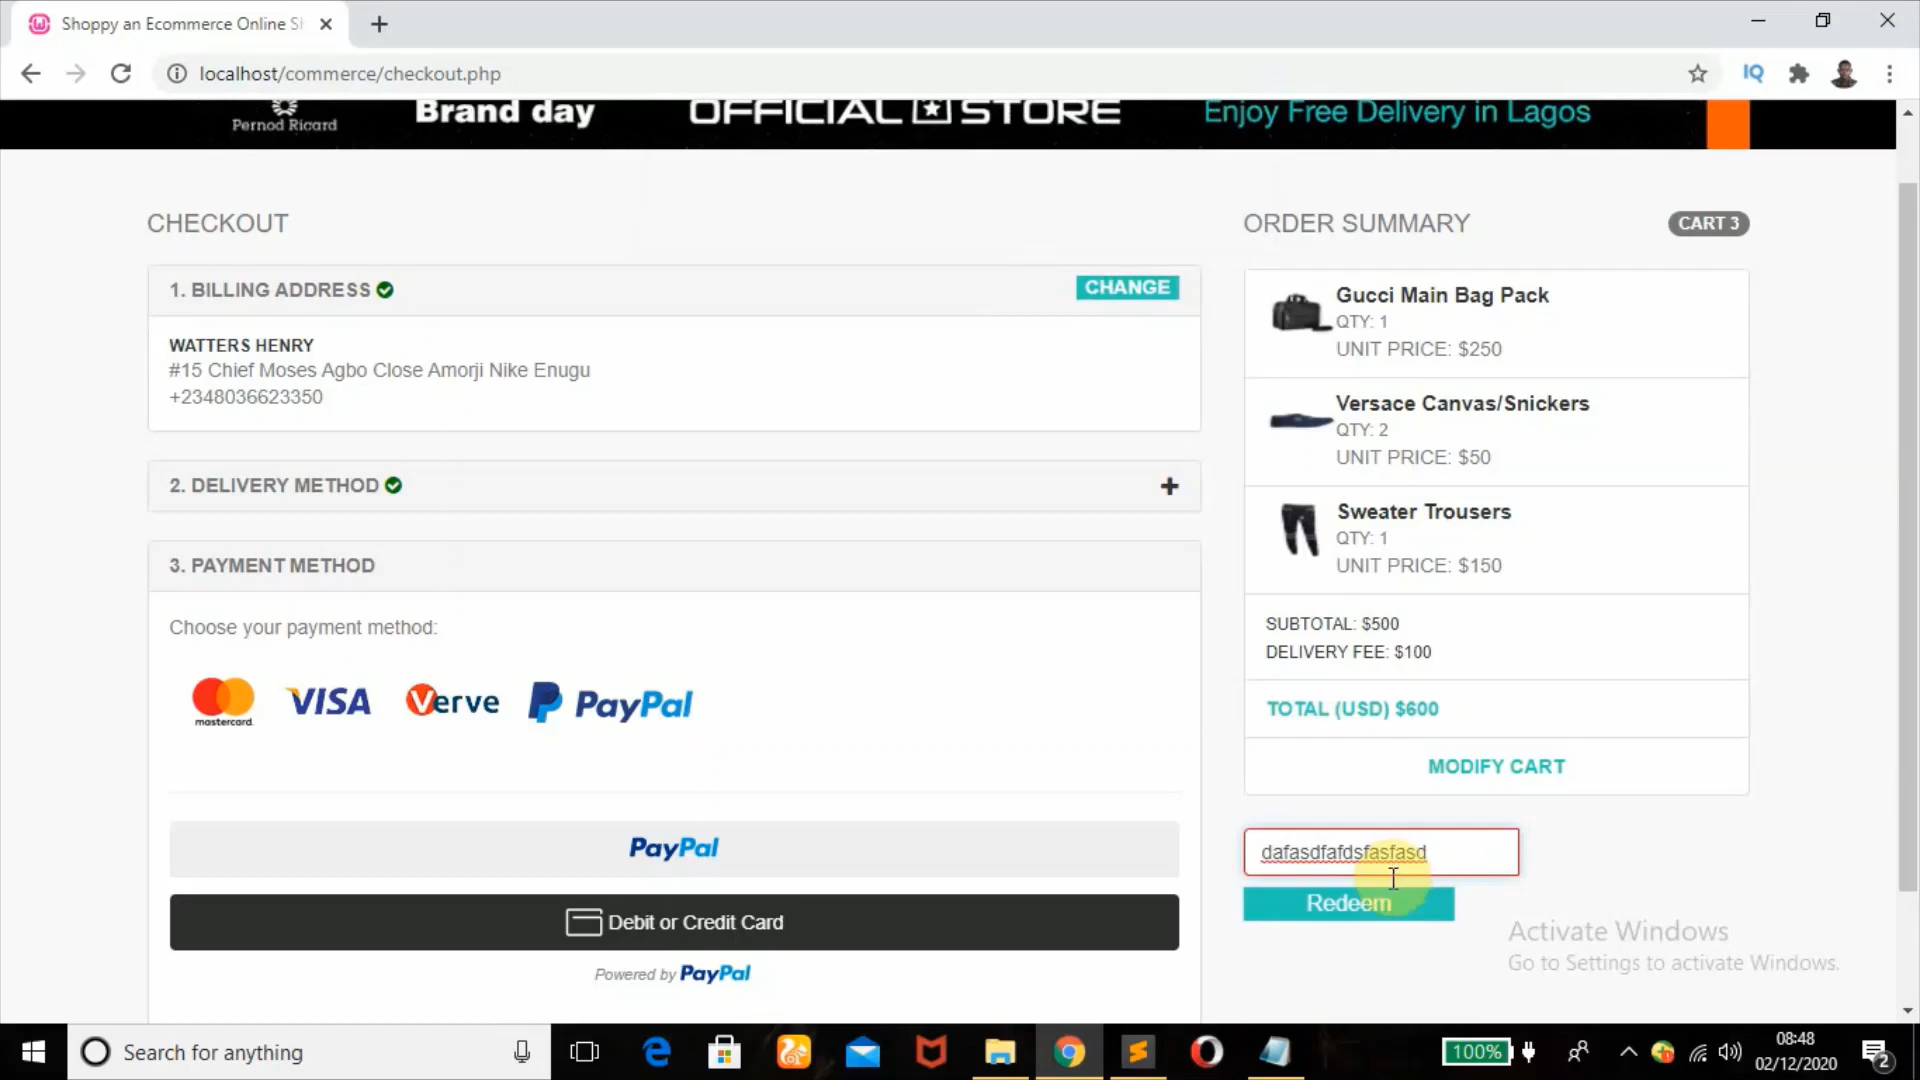 Shoppy an Ecommerce Online Sh
localhost/commerce/checkout.php
IQ
Pernod Ricard
Brand day
OFFICIAL STORE
Enjoy Free Delivery in Lagos
CHECKOUT
1. BILLING ADDRESS
CHANGE
WATTERS HENRY
#15 Chief Moses Agbo Close Amorji Nike Enugu
+2348036623350
2. DELIVERY METHOD
3. PAYMENT METHOD
Choose your payment method:
mastercard.
VISA
Verve
PayPal
PayPal
Debit or Credit Card
Powered by PayPal
ORDER SUMMARY
CART 3
Gucci Main Bag Pack
QTY: 1
UNIT PRICE: $250
Versace Canvas/Snickers
QTY: 2
UNIT PRICE: $50
Sweater Trousers
QTY: 1
UNIT PRICE: $150
SUBTOTAL: $500
DELIVERY FEE: $100
TOTAL (USD) $600
MODIFY CART
dafasdfafdsfasfasd
Redeem
Activate Windows
Go to Settings to activate Windows.
Search for anything
100%
08:48
02/12/2020
2